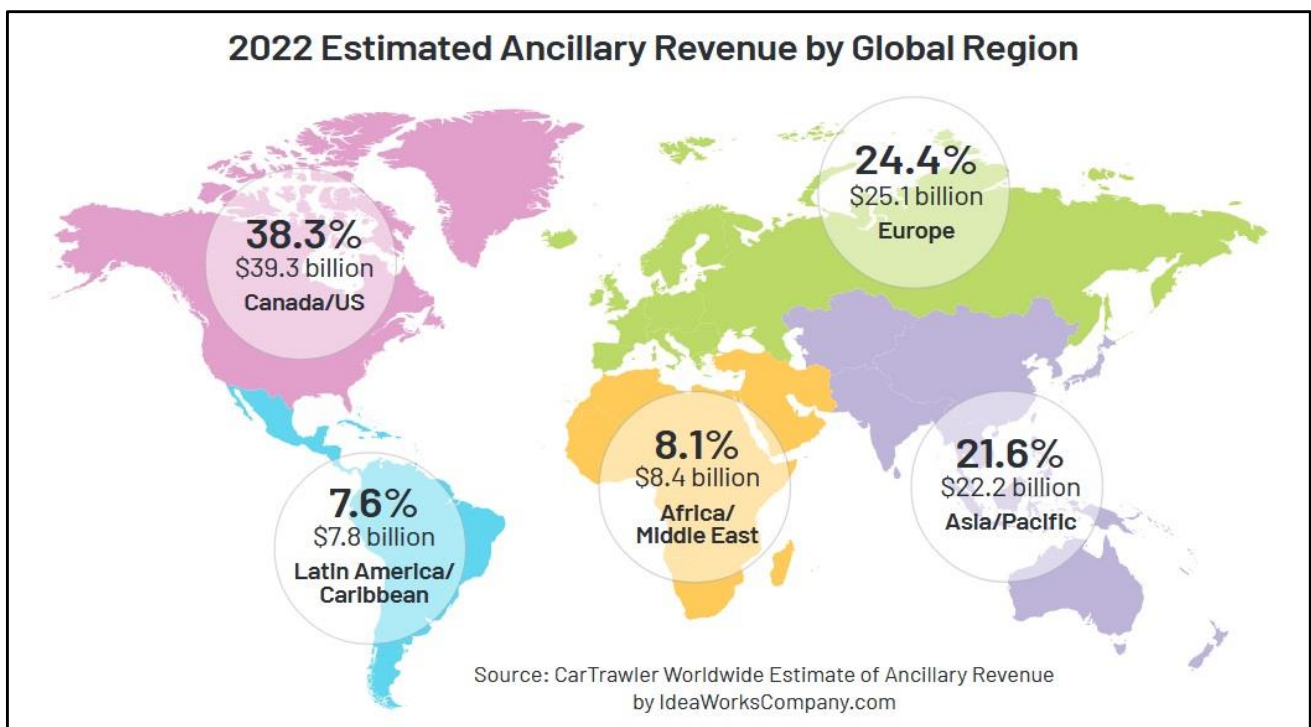 2022 Estimated Ancillary Revenue by Global Region
38.3%
$39.3 billion
Canada/US
24.4%
$25.1 billion
Europe
7.6%
$7.8 billion
Latin America/
Caribbean
8.1%
$8.4 billion
Africa/
Middle East
21.6%
$22.2 billion
Asia/Pacific
Source: CarTrawler Worldwide Estimate of Ancillary Revenue
by IdeaWorksCompany.com